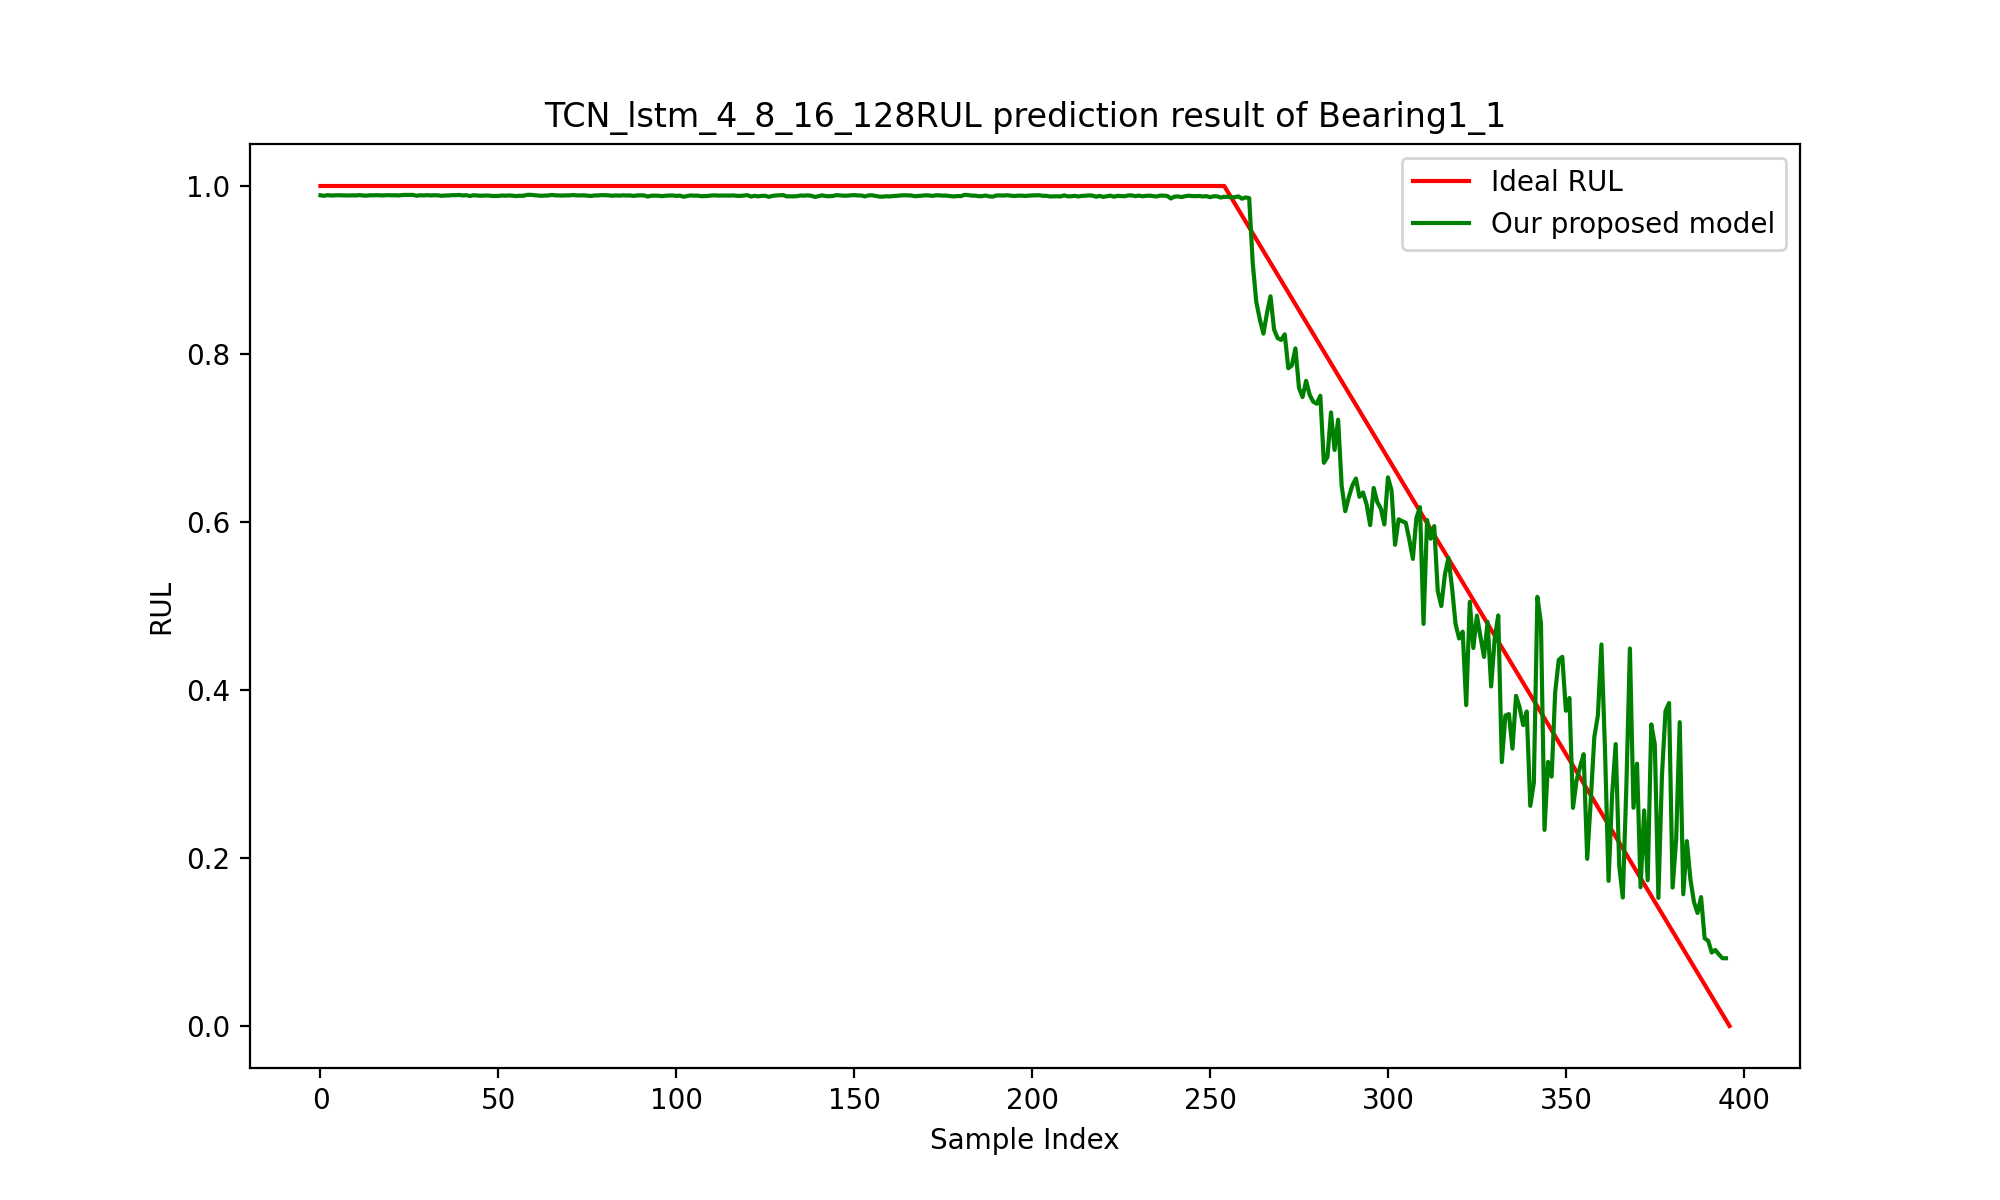 TCN_lstm_4_8_16_128RUL prediction result of Bearing1_1
Ideal RUL
Our proposed model
1.0
0.8
0.6
0.4
0.2
0.0
RUL
0 50 100 150 200 250 300 350 400
Sample Index